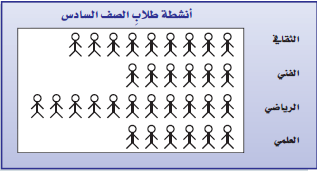 أنشطة طلاب الصف السادس
الثقافي
الفني
الرياضي
العلمي